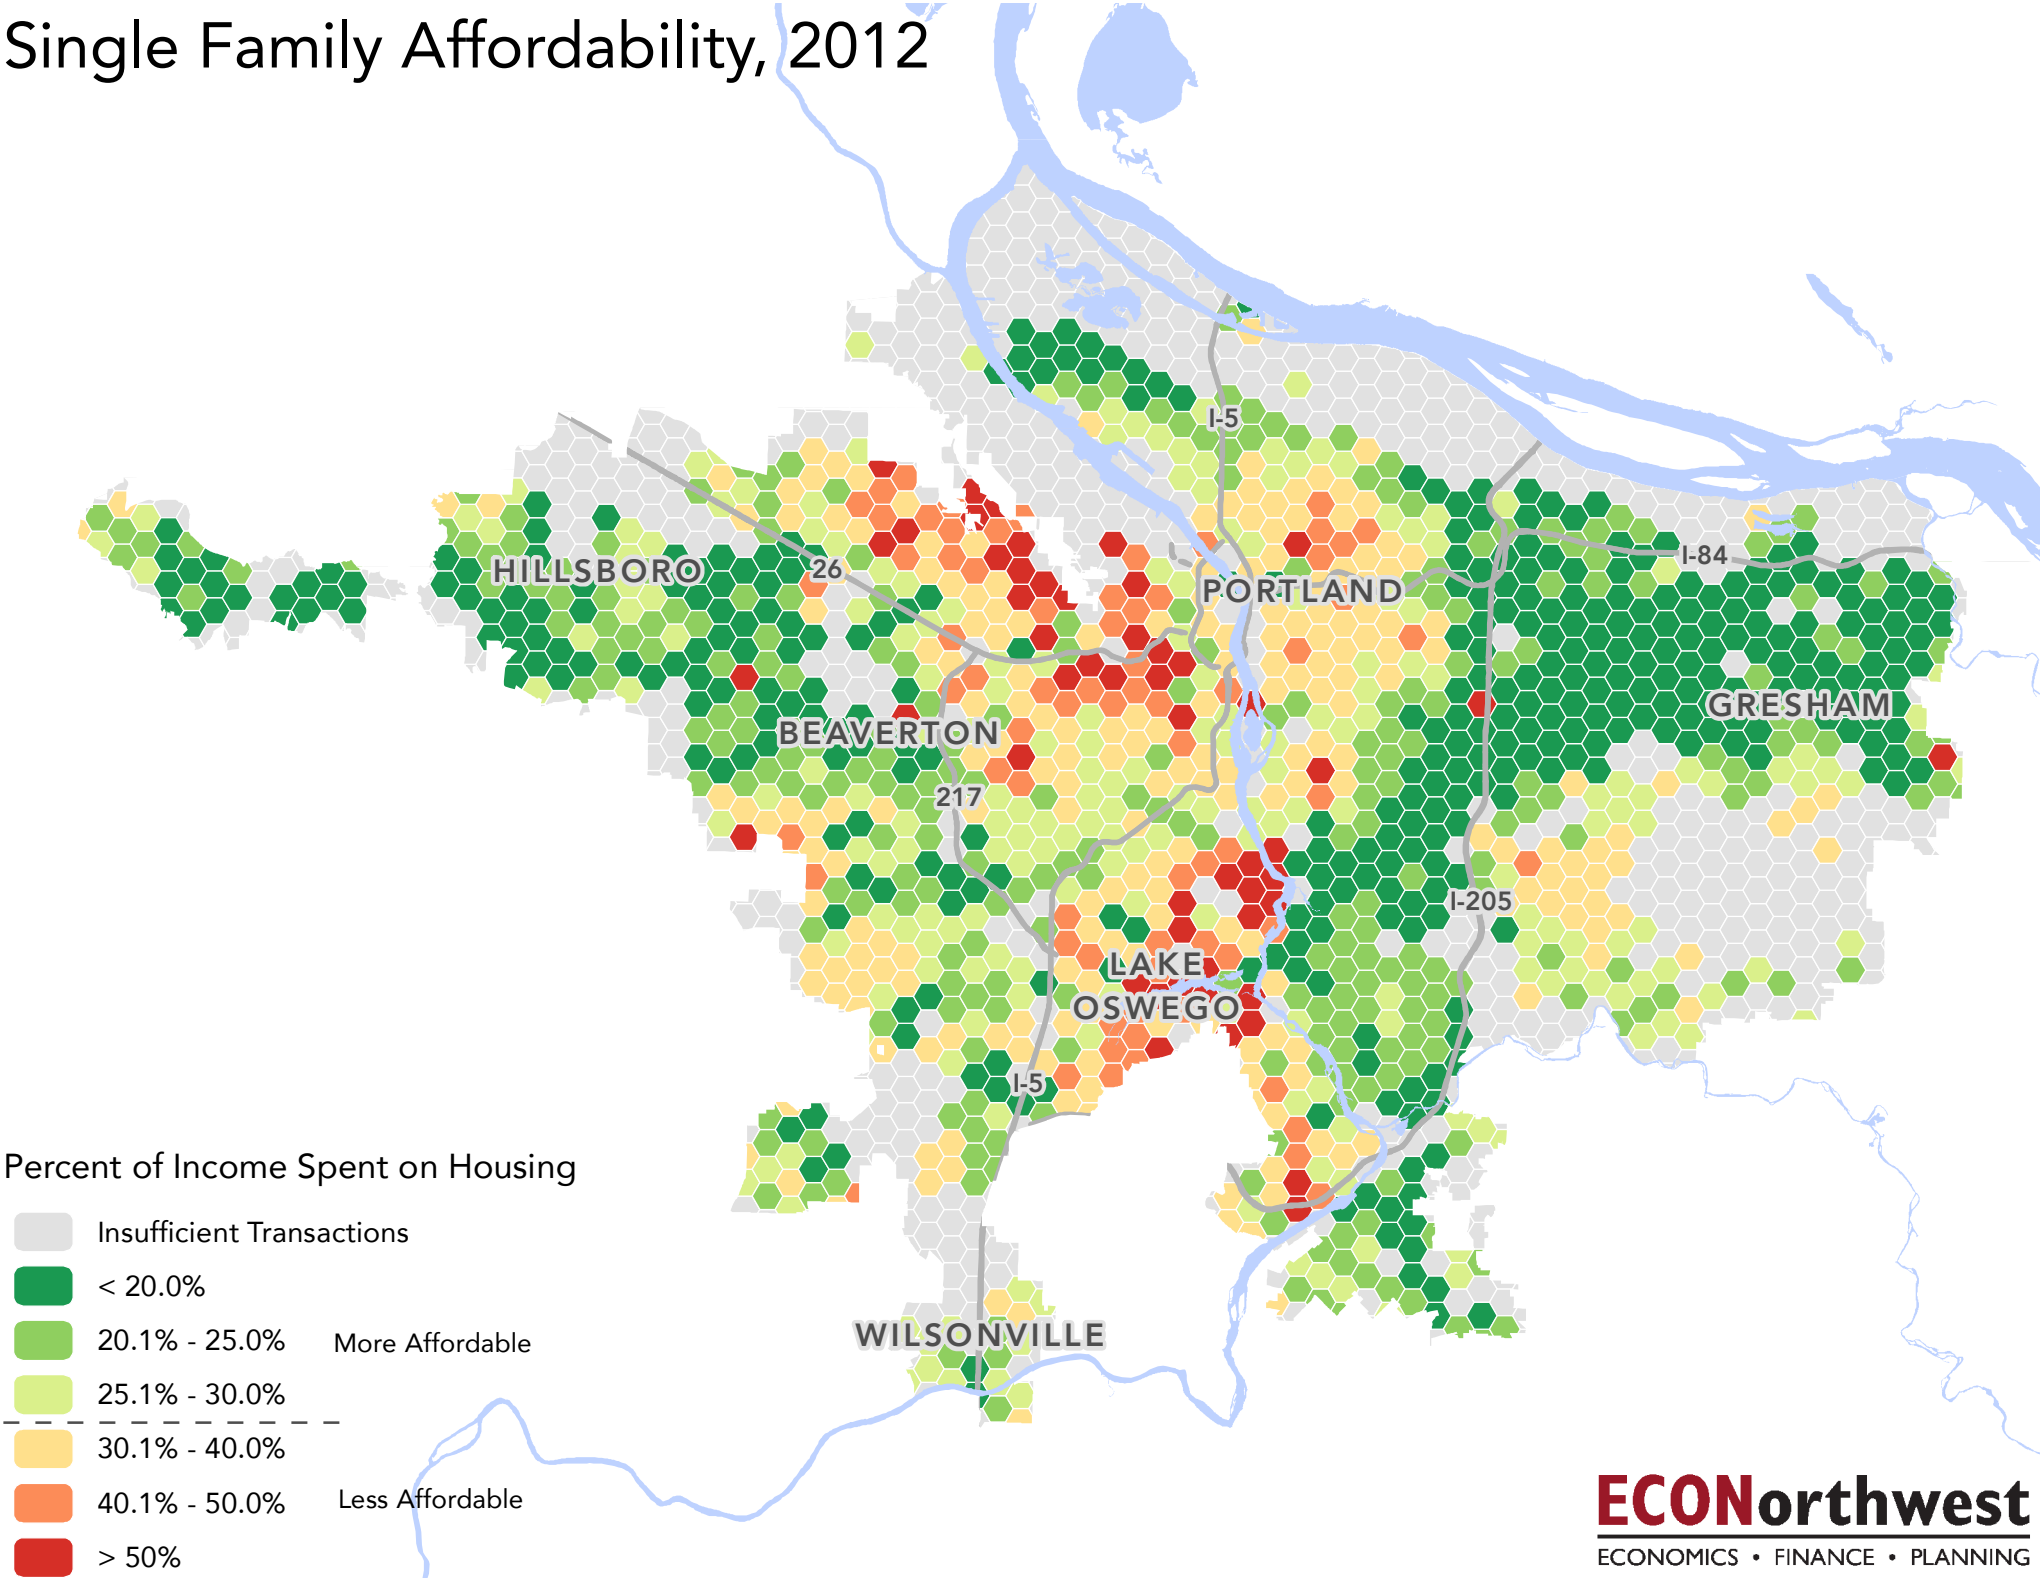 Single Family Affordability, 2012
I-5
HILLSBORO
26
I-84
PORTLAND
GRESHAM
BEAVERTON
217
I-205
LAKE
OSWEGO
I-5
WILSONVILLE
Percent of Income Spent on Housing
Insufficient Transactions
< 20.0%
20.1% - 25.0% More Affordable
25.1% - 30.0%
30.1% - 40.0%
40.1% - 50.0% Less Affordable
> 50%
ECONorthwest
ECONOMICS • FINANCE • PLANNING